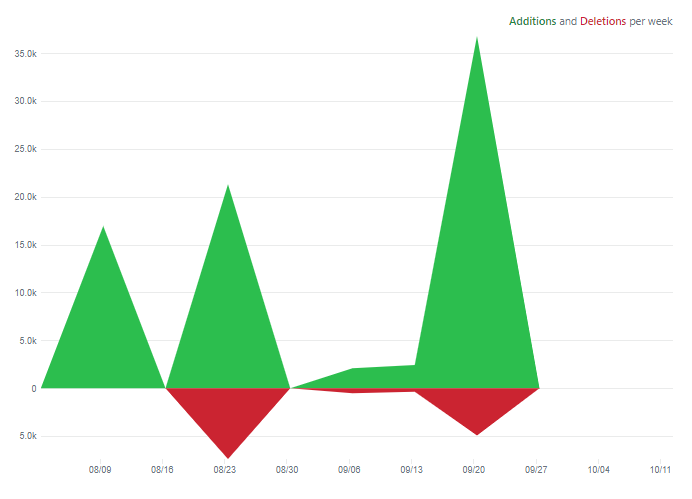 Additions and Deletions per week
35.0k
30.0k
25.0k
20.0k
15.0k
10.0k
5.0k
0
5.0k
08/09 08/16 08/23 08/30 09/06 09/13 09/20 09/27 10/04 10/11